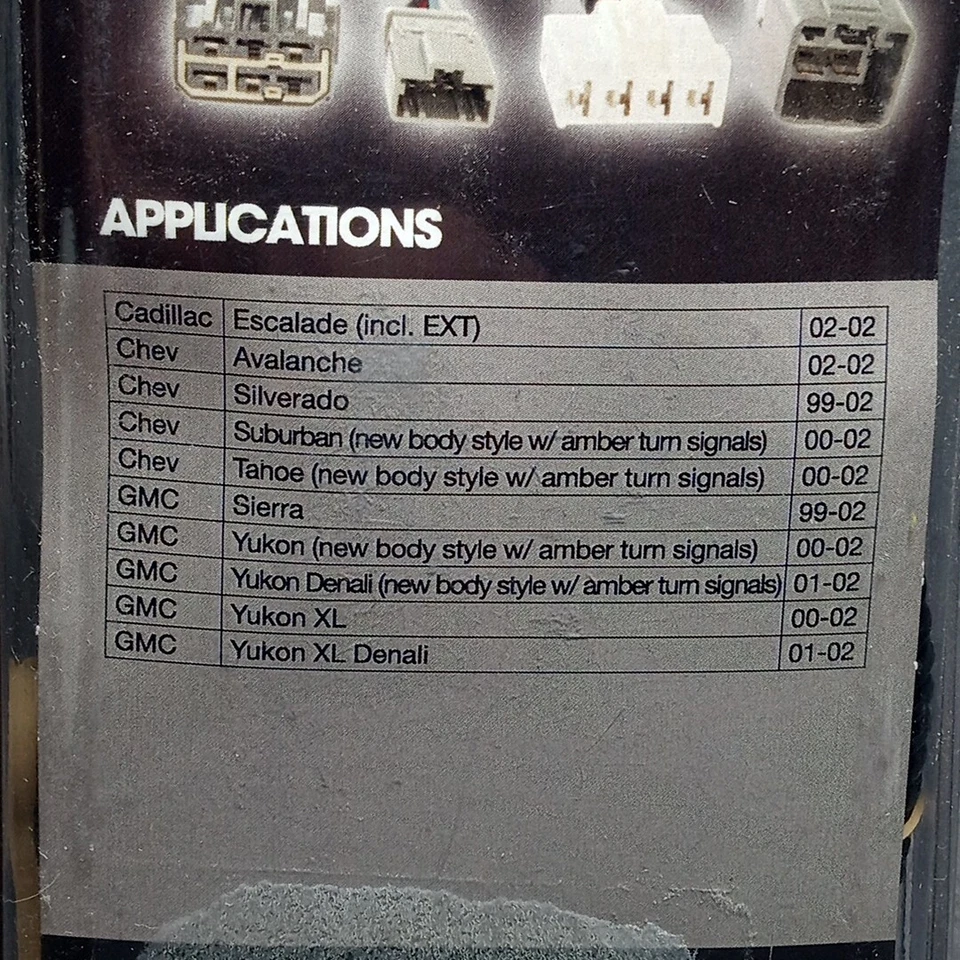 APPLICATIONS
Cadillac Escalade (incl. EXT) 02-02
Chev Avalanche 02-02
Chev Silverado 99-02
Chev Suburban (new body style w/ amber turn signals) 00-02
Chev Tahoe (new body style w/ amber turn signals) 00-02
GMC Sierra 99-02
GMC Yukon (new body style w/ amber turn signals) 00-02
GMC Yukon Denali (new body style w/ amber turn signals) 01-02
GMC Yukon XL 00-02
GMC Yukon XL Denali 01-02